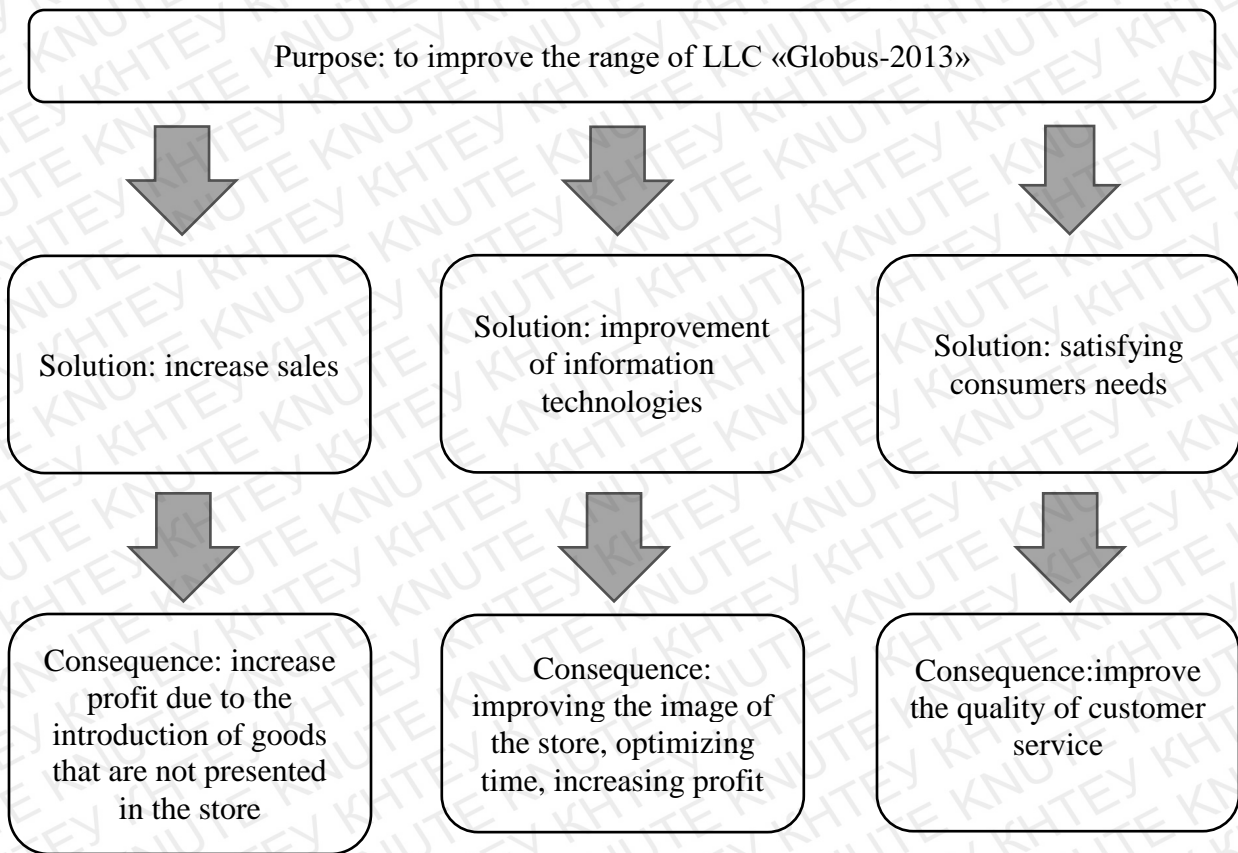 Purpose: to improve the range of LLC «Globus-2013»
Solution: increase sales
Solution: improvement
of information
technologies
Solution: satisfying
consumers needs
Consequence: increase
profit due to the
introduction of goods
that are not presented
in the store
Consequence:
improving the image of
the store, optimizing
time, increasing profit
Consequence:improve
the quality of customer
service